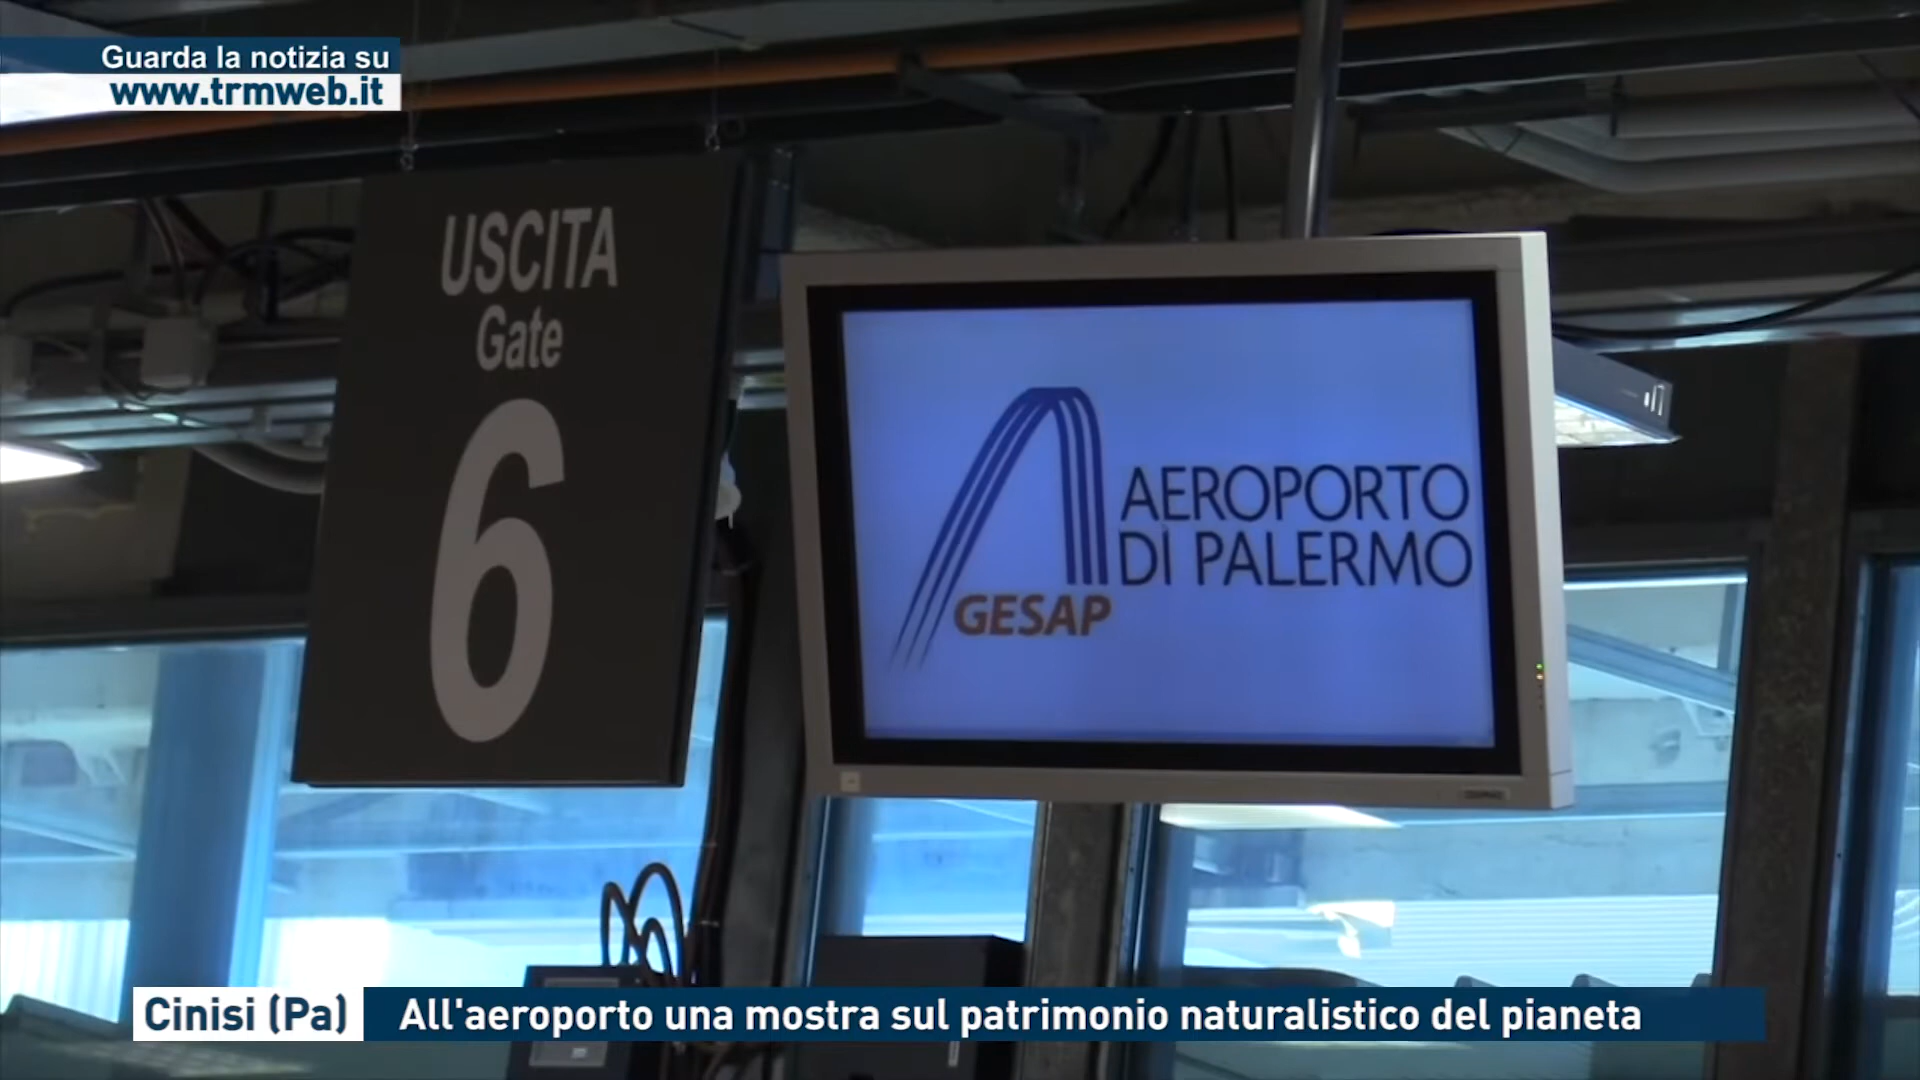 Guarda la notizia su
www.trmweb.it
USCITA
Gate
6
AEROPORTO
DI PALERMO
GESAP
Cinisi (Pa)
All'aeroporto una mostra sul patrimonio naturalistico del pianeta